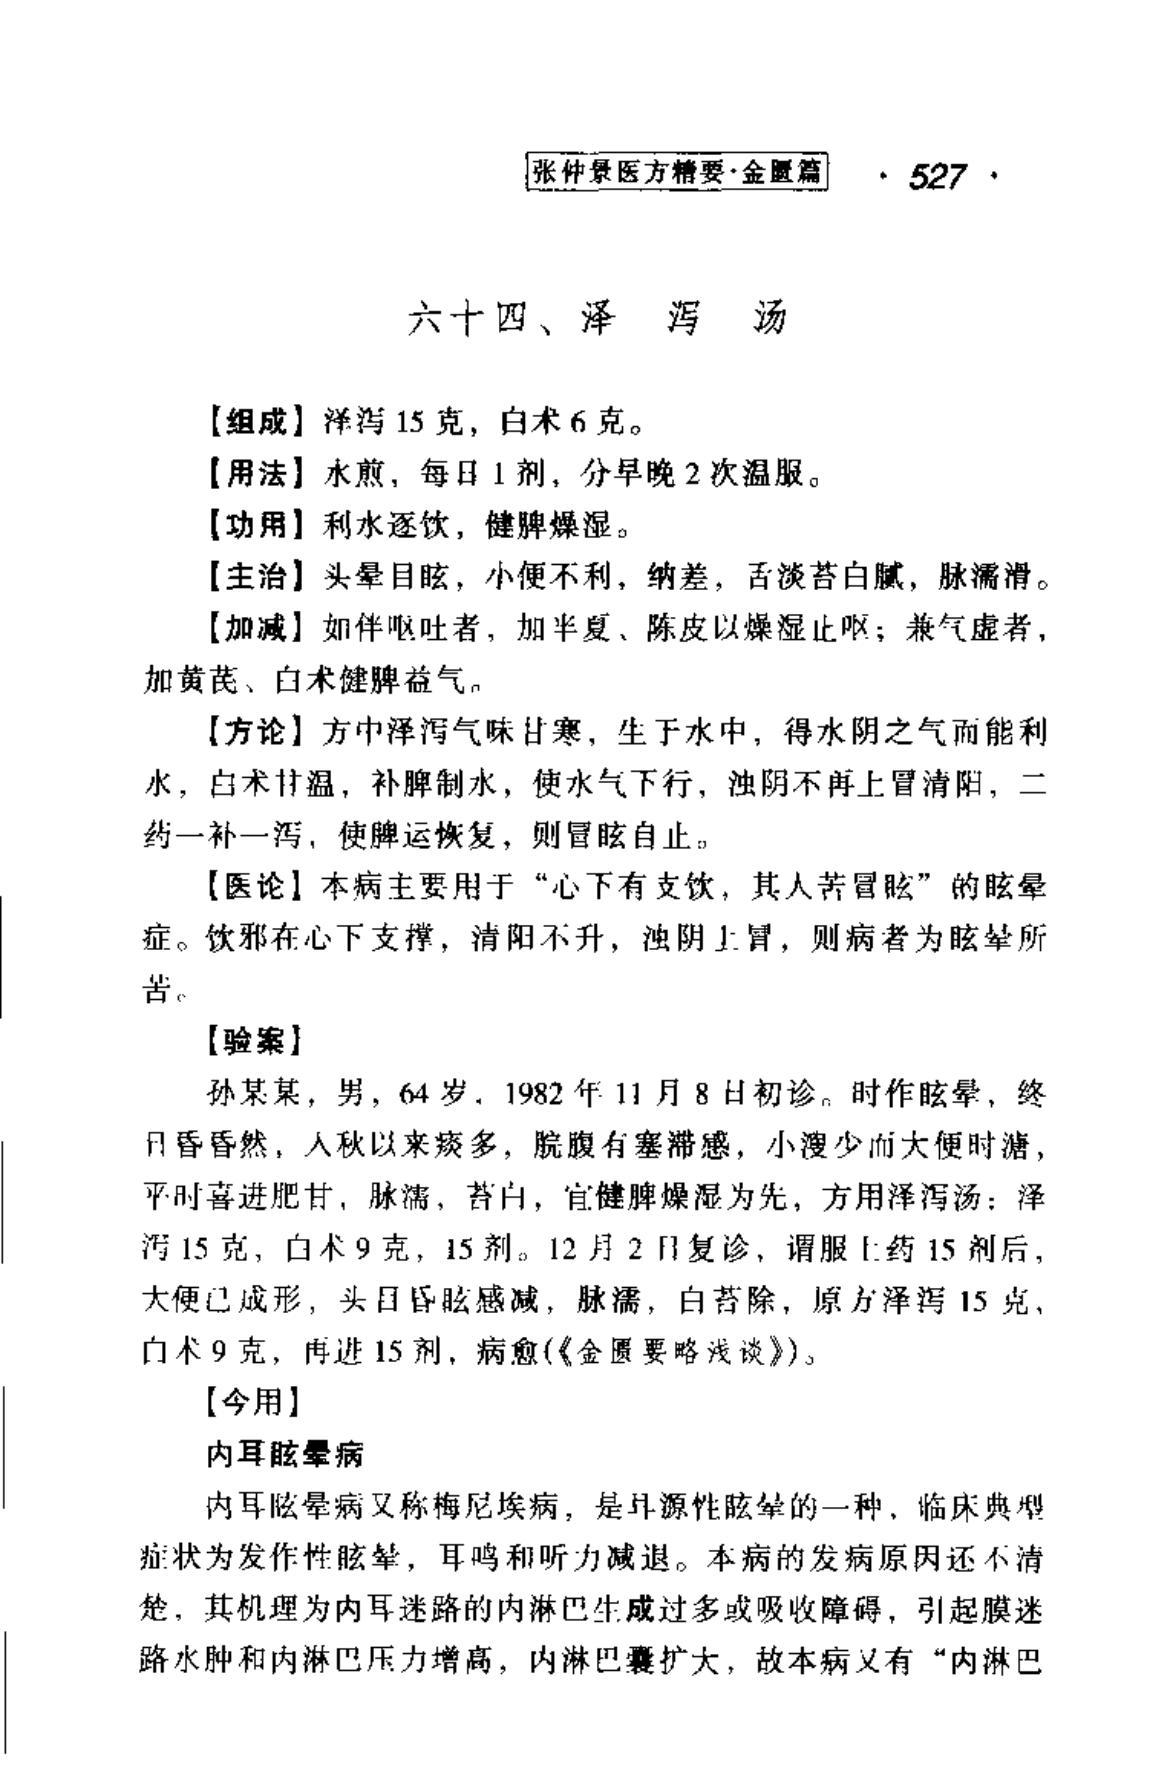 张仲景医方精要·金匮篇 · 527 ·
六十四、泽 泻 汤
【组成】泽泻 15 克，白术 6 克。
【用法】水煎，每日 1 剂，分早晚 2 次温服。
【功用】利水逐饮，健脾燥湿。
【主治】头晕目眩，小便不利，纳差，舌淡苔白腻，脉濡滑。
【加减】如伴呕吐者，加半夏、陈皮以燥湿止呕；兼气虚者，
加黄芪、白术健脾益气。
【方论】方中泽泻气味甘寒，生于水中，得水阴之气而能利
水，白术甘温，补脾制水，使水气下行，浊阴不再上冒清阳，二
药一补一泻，使脾运恢复，则冒眩自止。
【医论】本病主要用于“心下有支饮，其人苦冒眩”的眩晕
症。饮邪在心下支撑，清阳不升，浊阴上冒，则病者为眩晕所
苦。
【验案】
孙某某，男，64 岁．1982 年 11 月 8 日初诊。时作眩晕，终
日昏昏然，入秋以来痰多，脘腹有塞滞感，小溲少而大便时溏，
平时喜进肥甘，脉濡，苔白，宜健脾燥湿为先，方用泽泻汤：泽
泻 15 克，白术 9 克，15 剂。12 月 2 日复诊，谓服上药 15 剂后，
大便已成形，头目昏眩感减，脉濡，白苔除，原方泽泻 15 克、
白术 9 克，再进 15 剂，病愈(《金匮要略浅谈》)。
【今用】
内耳眩晕病
内耳眩晕病又称梅尼埃病，是耳源性眩晕的一种，临床典型
症状为发作性眩晕，耳鸣和听力减退。本病的发病原因还不清
楚，其机理为内耳迷路的内淋巴生成过多或吸收障碍，引起膜迷
路水肿和内淋巴压力增高，内淋巴囊扩大，故本病又有“内淋巴